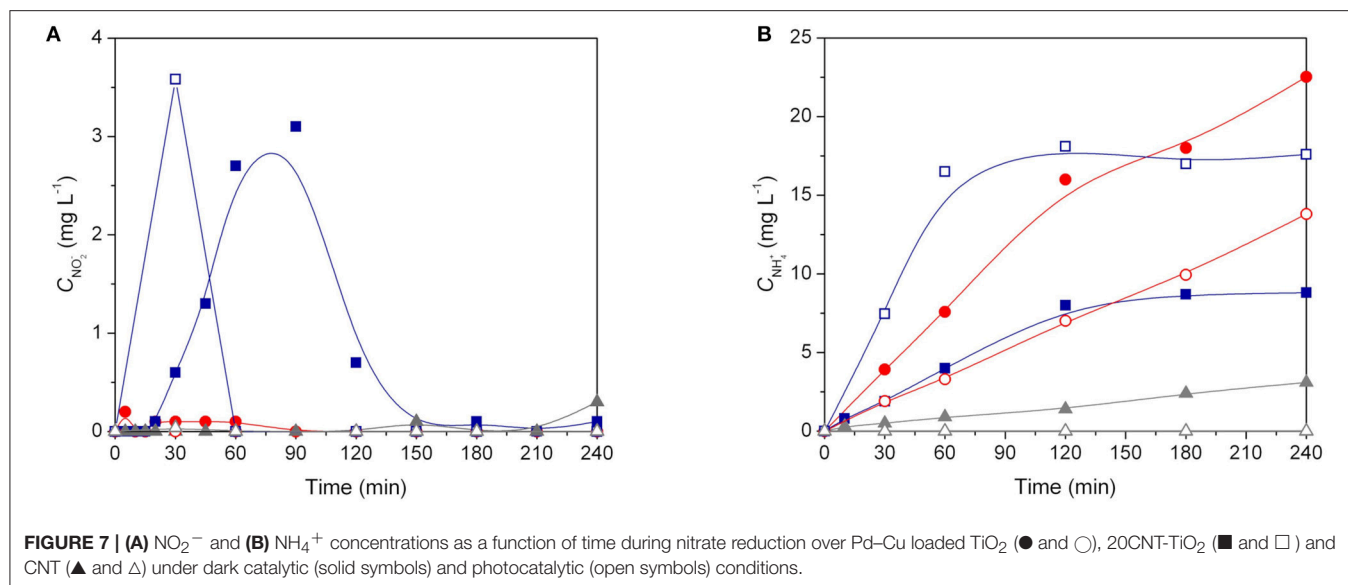 A
4
3
2
1
0
C NO₂⁻ (mg L⁻¹)
0 30 60 90 120 150 180 210 240
Time (min)
B
25
20
15
10
5
0
C NH₄⁺ (mg L⁻¹)
0 30 60 90 120 150 180 210 240
Time (min)
FIGURE 7 | (A) NO₂⁻ and (B) NH₄⁺ concentrations as a function of time during nitrate reduction over Pd–Cu loaded TiO₂ (● and ○), 20CNT-TiO₂ (■ and □ ) and
CNT (▲ and △) under dark catalytic (solid symbols) and photocatalytic (open symbols) conditions.